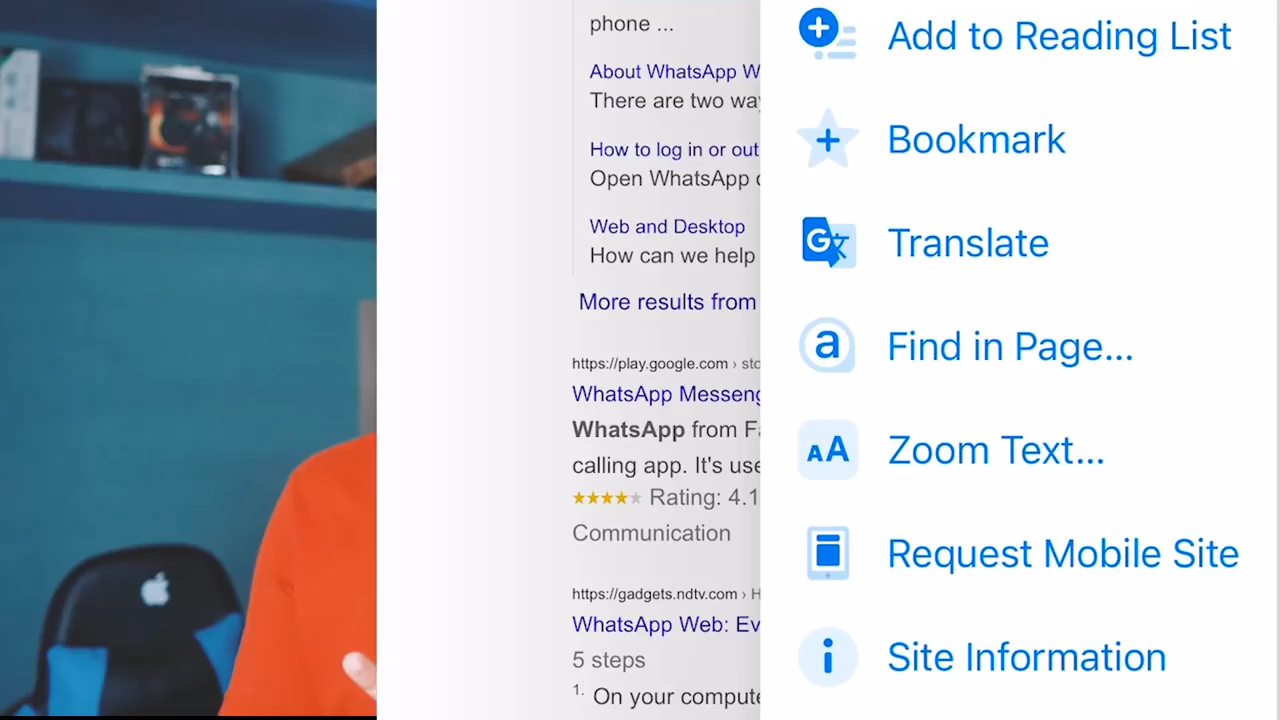 phone ...
About WhatsApp W
There are two wa
How to log in or out
Open WhatsApp
Web and Desktop
How can we help
More results from
https://play.google.com › sto
WhatsApp Messeng
WhatsApp from Fa
calling app. It's use
Rating: 4.1
Communication
https://gadgets.ndtv.com › H
WhatsApp Web: Ev
5 steps
1. On your compute
Add to Reading List
Bookmark
Translate
Find in Page...
Zoom Text...
Request Mobile Site
Site Information